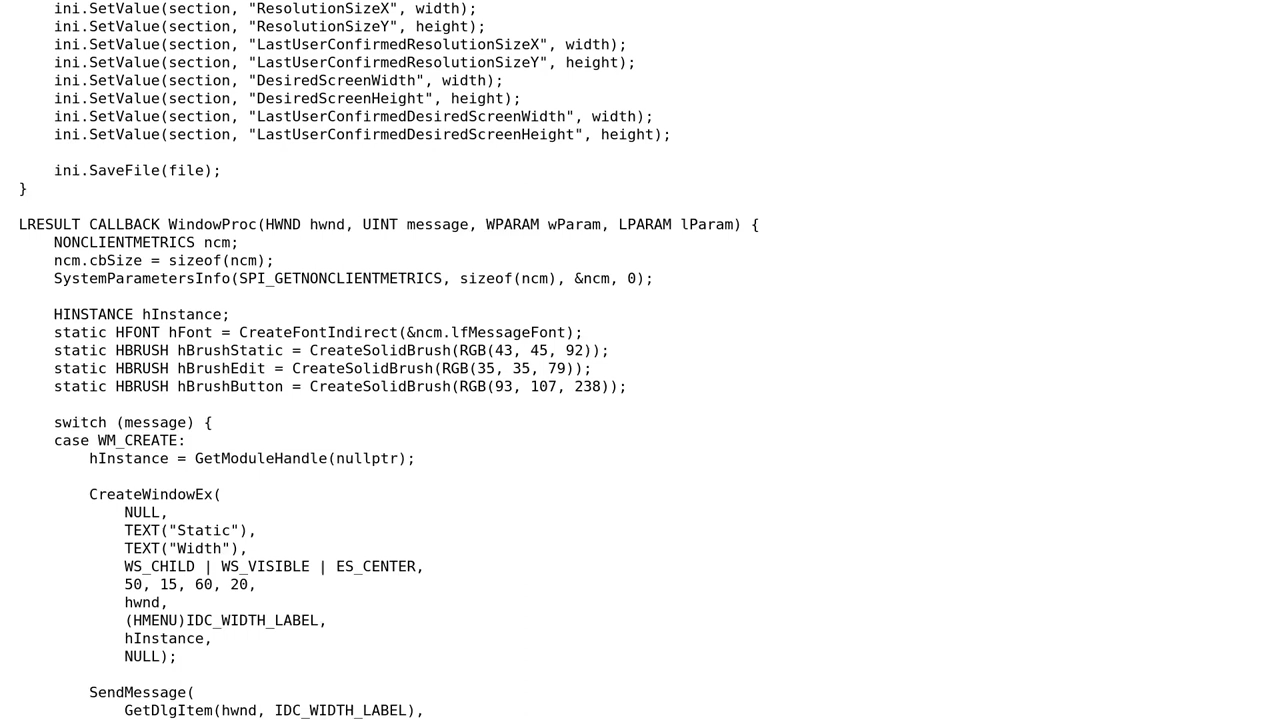 ini.SetValue(section, "ResolutionSizeX", width);
    ini.SetValue(section, "ResolutionSizeY", height);
    ini.SetValue(section, "LastUserConfirmedResolutionSizeX", width);
    ini.SetValue(section, "LastUserConfirmedResolutionSizeY", height);
    ini.SetValue(section, "DesiredScreenWidth", width);
    ini.SetValue(section, "DesiredScreenHeight", height);
    ini.SetValue(section, "LastUserConfirmedDesiredScreenWidth", width);
    ini.SetValue(section, "LastUserConfirmedDesiredScreenHeight", height);

    ini.SaveFile(file);
}

LRESULT CALLBACK WindowProc(HWND hwnd, UINT message, WPARAM wParam, LPARAM lParam) {
    NONCLIENTMETRICS ncm;
    ncm.cbSize = sizeof(ncm);
    SystemParametersInfo(SPI_GETNONCLIENTMETRICS, sizeof(ncm), &ncm, 0);

    HINSTANCE hInstance;
    static HFONT hFont = CreateFontIndirect(&ncm.lfMessageFont);
    static HBRUSH hBrushStatic = CreateSolidBrush(RGB(43, 45, 92));
    static HBRUSH hBrushEdit = CreateSolidBrush(RGB(35, 35, 79));
    static HBRUSH hBrushButton = CreateSolidBrush(RGB(93, 107, 238));

    switch (message) {
    case WM_CREATE:
        hInstance = GetModuleHandle(nullptr);

        CreateWindowEx(
            NULL,
            TEXT("Static"),
            TEXT("Width"),
            WS_CHILD | WS_VISIBLE | ES_CENTER,
            50, 15, 60, 20,
            hwnd,
            (HMENU)IDC_WIDTH_LABEL,
            hInstance,
            NULL);

        SendMessage(
            GetDlgItem(hwnd, IDC_WIDTH_LABEL),